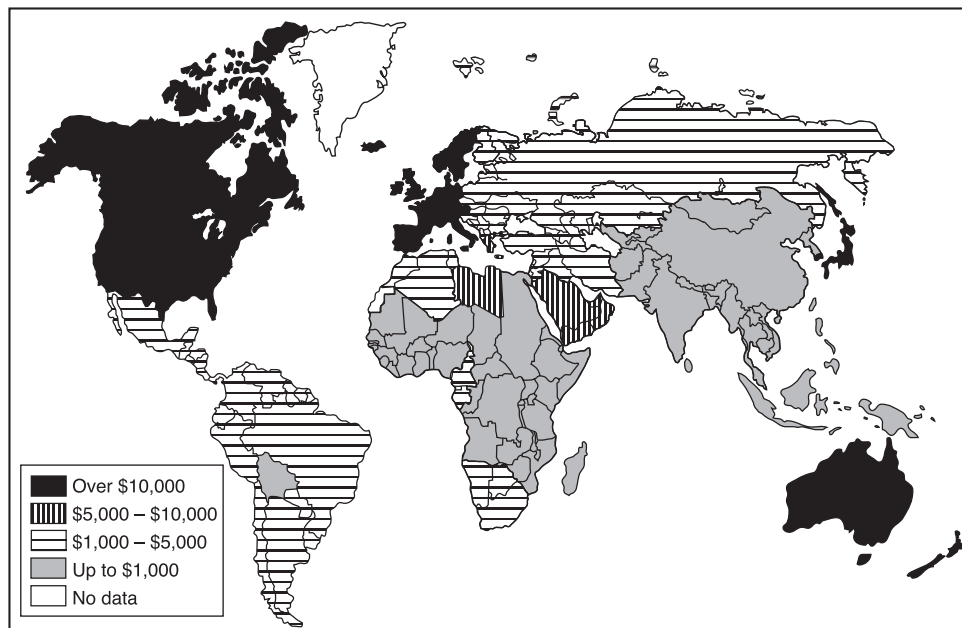 Over $10,000
$5,000 – $10,000
$1,000 – $5,000
Up to $1,000
No data